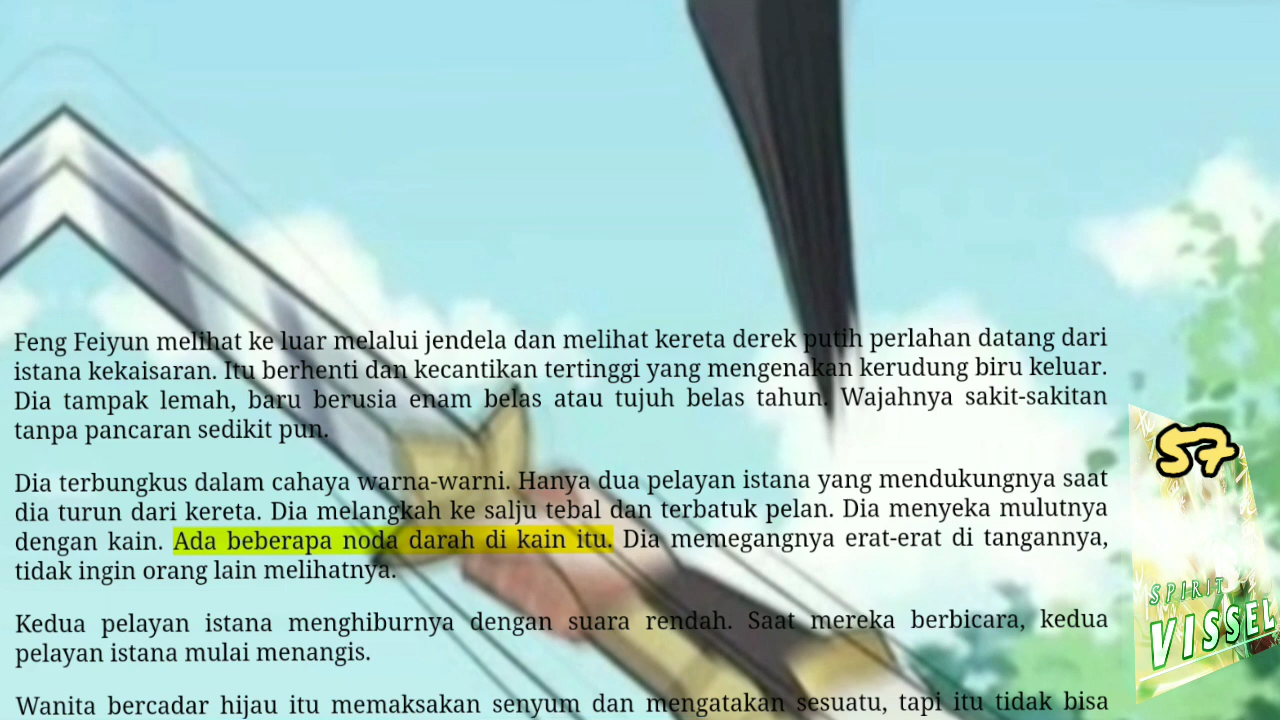 Feng Feiyun melihat ke luar melalui jendela dan melihat kereta derek putih perlahan datang dari
istana kekaisaran. Itu berhenti dan kecantikan tertinggi yang mengenakan kerudung biru keluar.
Dia tampak lemah, baru berusia enam belas atau tujuh belas tahun. Wajahnya sakit-sakitan
tanpa pancaran sedikit pun.
Dia terbungkus dalam cahaya warna-warni. Hanya dua pelayan istana yang mendukungnya saat
dia turun dari kereta. Dia melangkah ke salju tebal dan terbatuk pelan. Dia menyeka mulutnya
dengan kain. Ada beberapa noda darah di kain itu. Dia memegangnya erat-erat di tangannya,
tidak ingin orang lain melihatnya.
Kedua pelayan istana menghiburnya dengan suara rendah. Saat mereka berbicara, kedua
pelayan istana mulai menangis.
Wanita bercadar hijau itu memaksakan senyum dan mengatakan sesuatu, tapi itu tidak bisa
57
SPIRIT
VISSEL